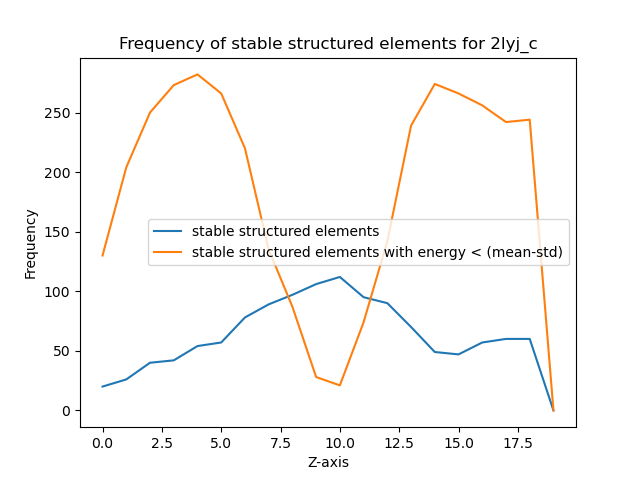 Frequency of stable structured elements for 2lyj_c
250
200
150
100
50
0
Frequency
stable structured elements
stable structured elements with energy < (mean-std)
0.0 2.5 5.0 7.5 10.0 12.5 15.0 17.5
Z-axis